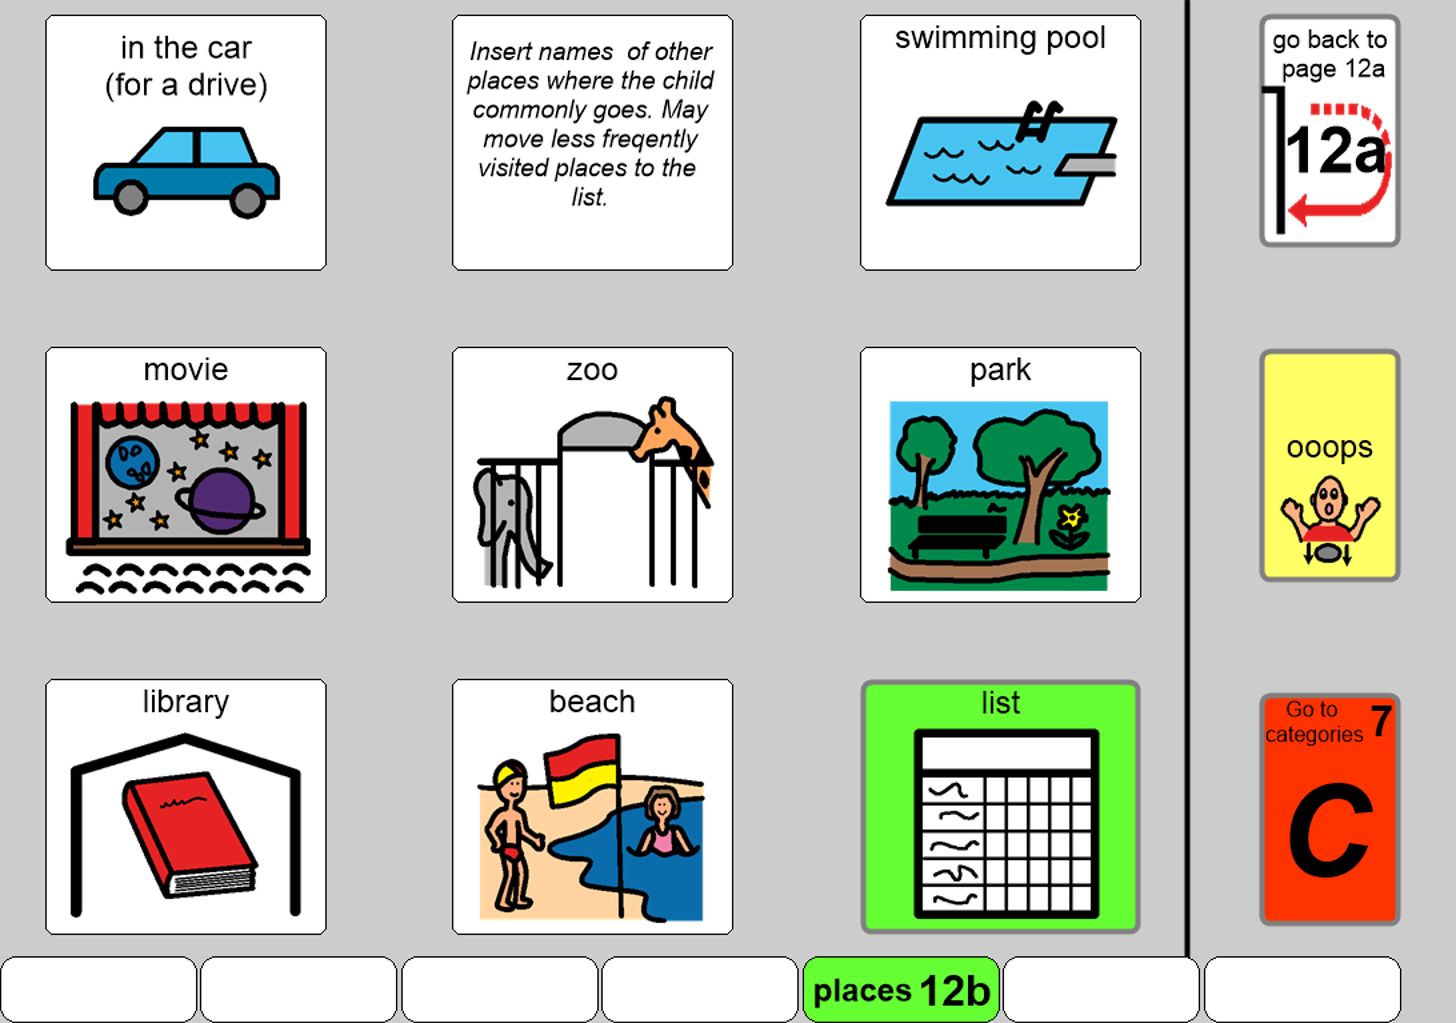 in the car
(for a drive)
Insert names of other
places where the child
commonly goes. May
move less freqently
visited places to the
list.
swimming pool
go back to
page 12a
12a
movie
zoo
park
ooops
library
beach
list
Go to
categories 7
C
places 12b